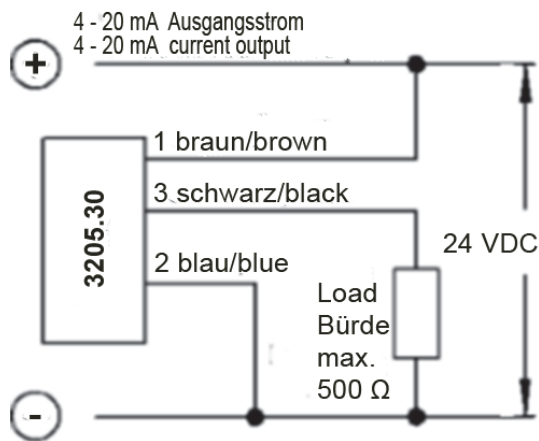 4 - 20 mA Ausgangsstrom
4 - 20 mA current output
+
1 braun/brown
3 schwarz/black
3205.30
2 blau/blue
24 VDC
Load
Bürde
max.
500 Ω
-